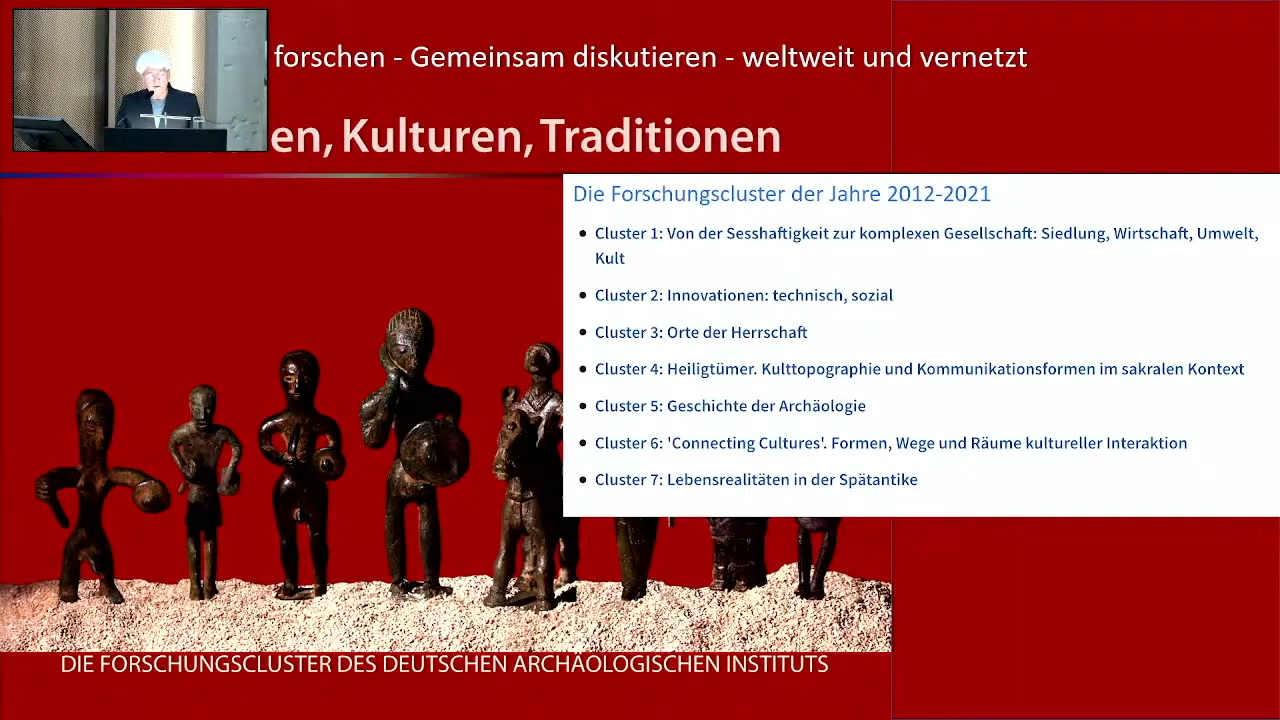 forschen - Gemeinsam diskutieren - weltweit und vernetzt
en, Kulturen, Traditionen
Die Forschungscluster der Jahre 2012-2021
• Cluster 1: Von der Sesshaftigkeit zur komplexen Gesellschaft: Siedlung, Wirtschaft, Umwelt,
Kult
• Cluster 2: Innovationen: technisch, sozial
• Cluster 3: Orte der Herrschaft
• Cluster 4: Heiligtümer. Kulttopographie und Kommunikationsformen im sakralen Kontext
• Cluster 5: Geschichte der Archäologie
• Cluster 6: 'Connecting Cultures'. Formen, Wege und Räume kultureller Interaktion
• Cluster 7: Lebensrealitäten in der Spätantike
DIE FORSCHUNGSCLUSTER DES DEUTSCHEN ARCHÄOLOGISCHEN INSTITUTS